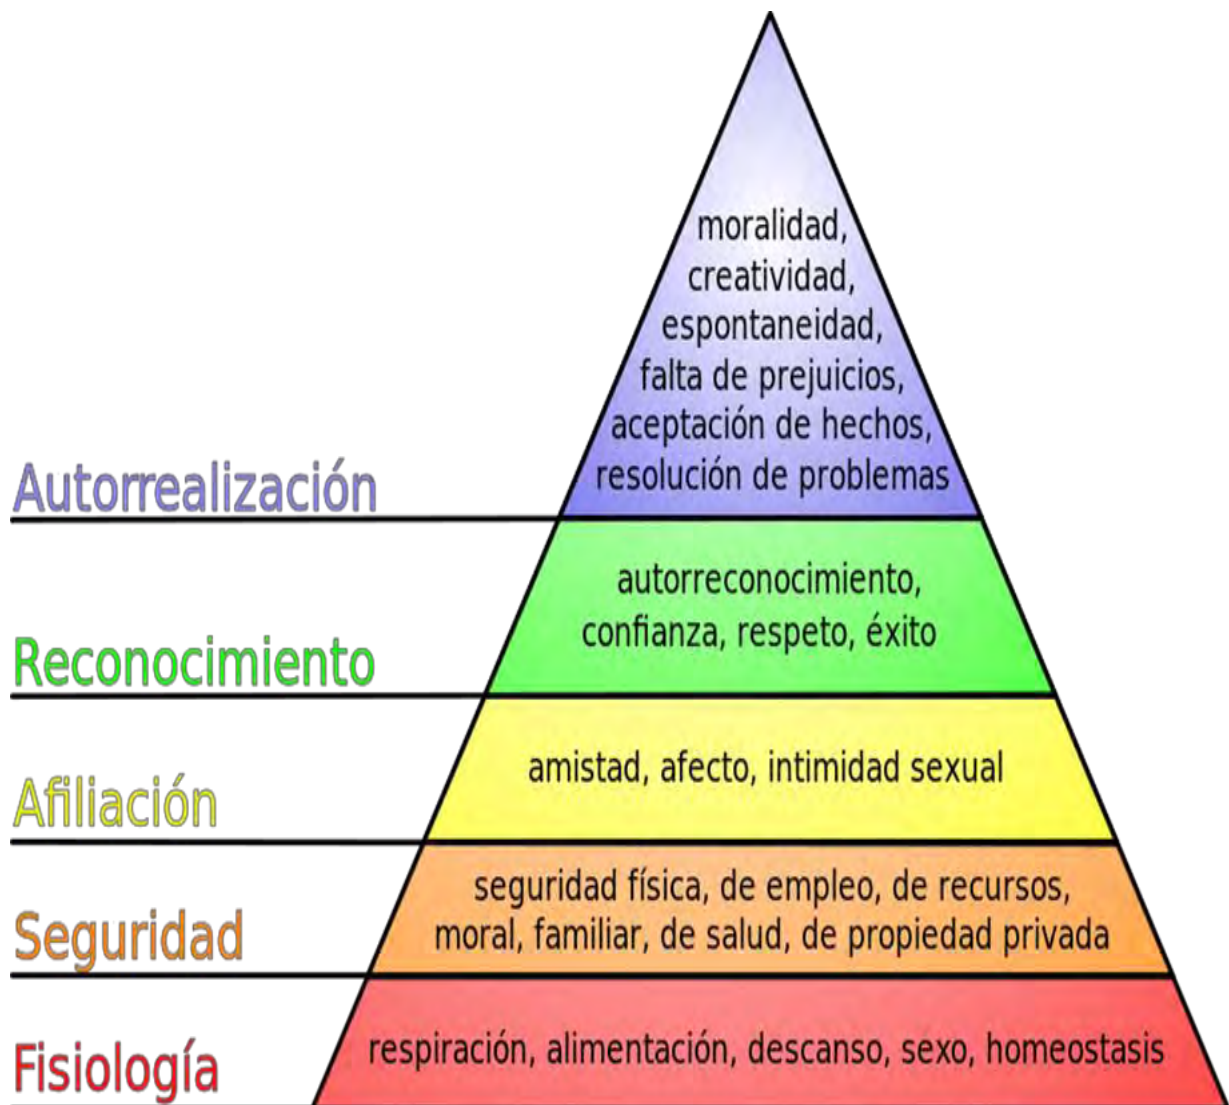 moralidad,
creatividad,
espontaneidad,
falta de prejuicios,
aceptación de hechos,
resolución de problemas
Autorrealización
autorreconocimiento,
confianza, respeto, éxito
Reconocimiento
amistad, afecto, intimidad sexual
Afiliación
seguridad física, de empleo, de recursos,
moral, familiar, de salud, de propiedad privada
Seguridad
respiración, alimentación, descanso, sexo, homeostasis
Fisiología